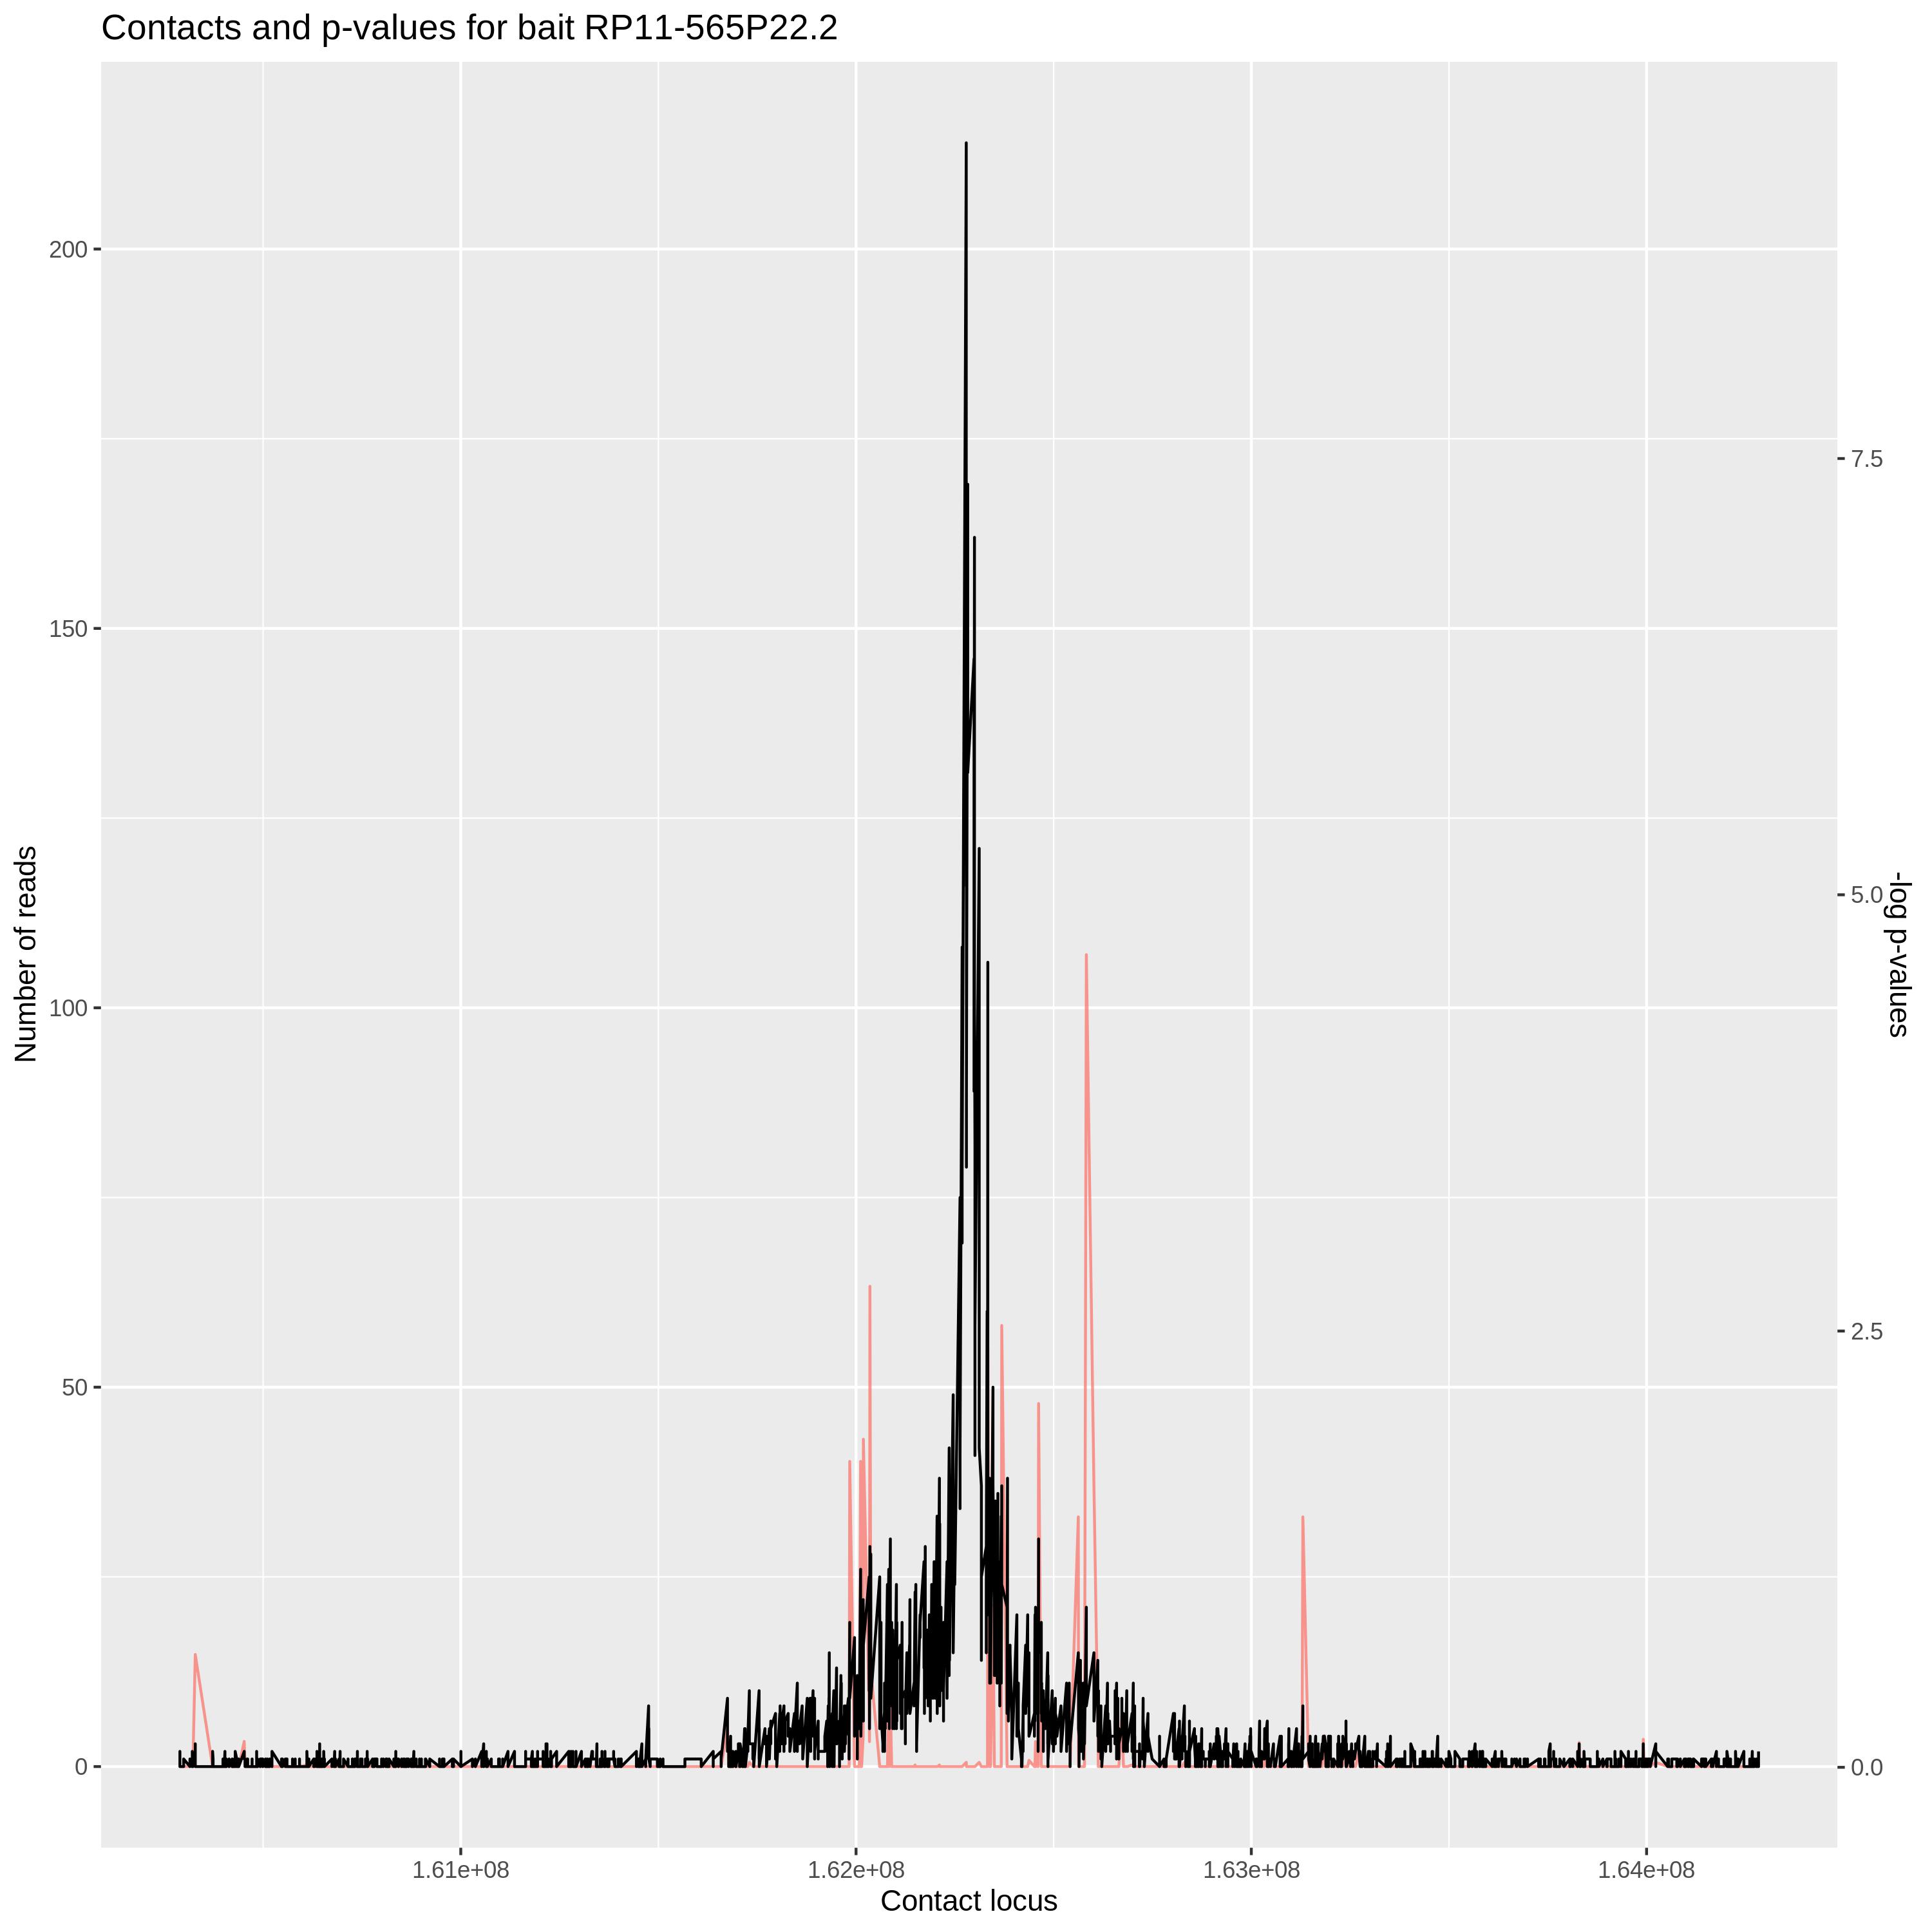 Contacts and p-values for bait RP11-565P22.2
200
150
100
50
0
Number of reads
7.5
5.0
2.5
0.0
-log p-values
1.61e+08
1.62e+08
1.63e+08
1.64e+08
Contact locus